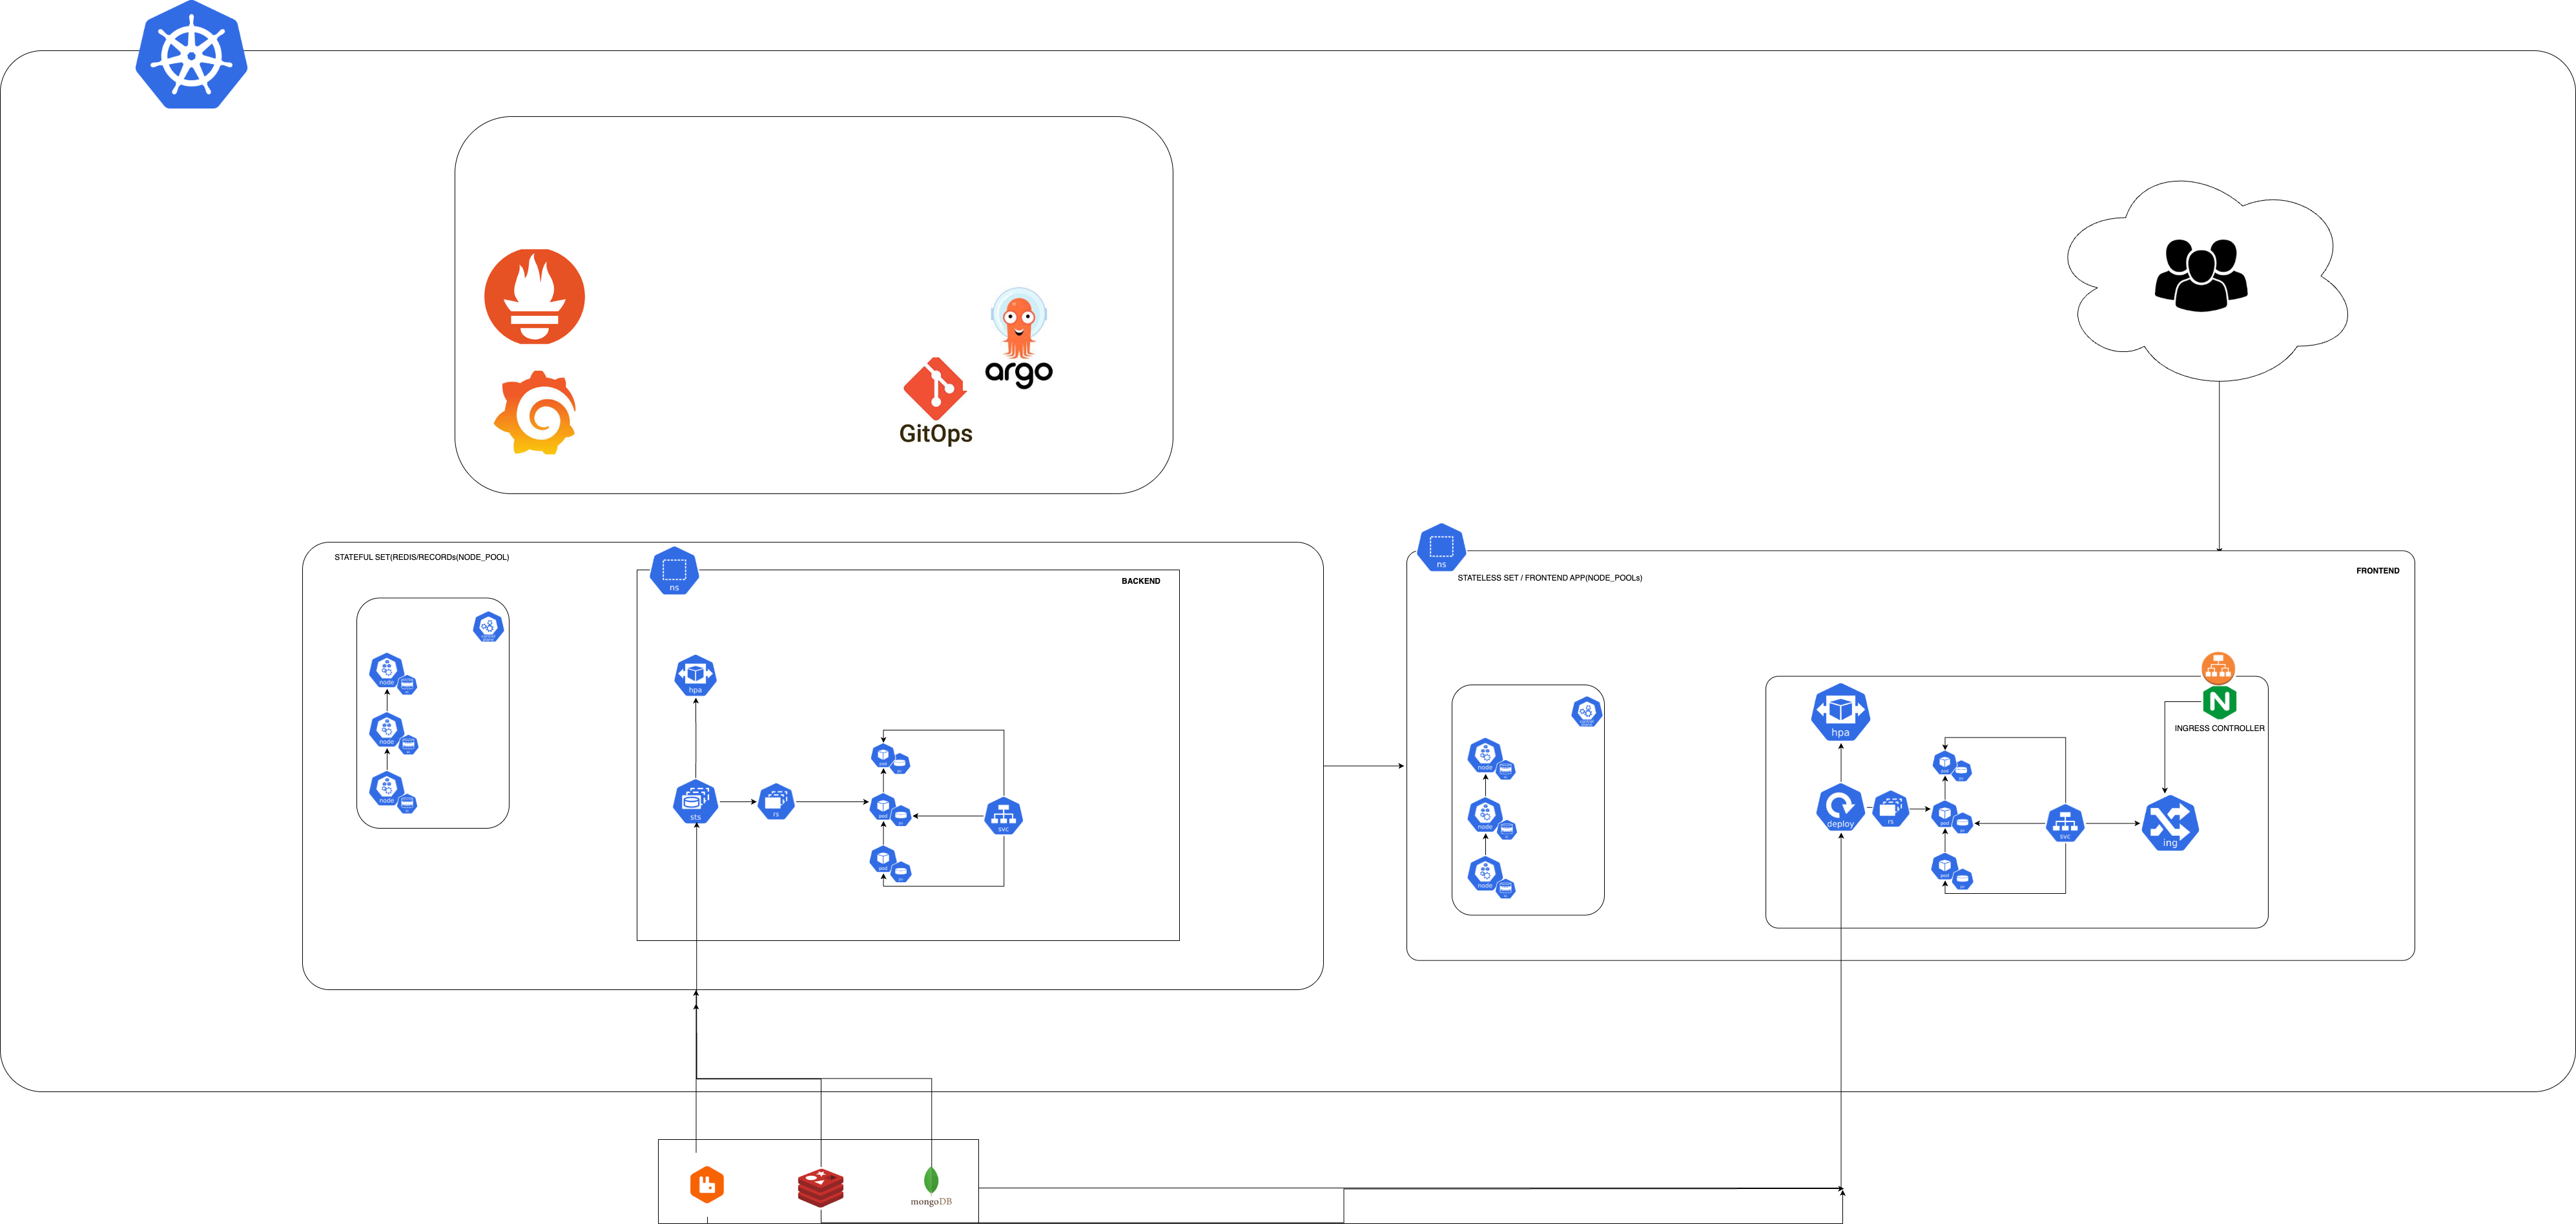 argo
GitOps
STATEFUL SET(REDIS/RECORDs(NODE_POOL)
ns
BACKEND
node
node
node
hpa
sts
rs
pod
pod
pod
svc
ns
STATELESS SET / FRONTEND APP(NODE_POOLs)
FRONTEND
node
node
node
hpa
INGRESS CONTROLLER
deploy
rs
pod
pod
pod
svc
ing
mongoDB